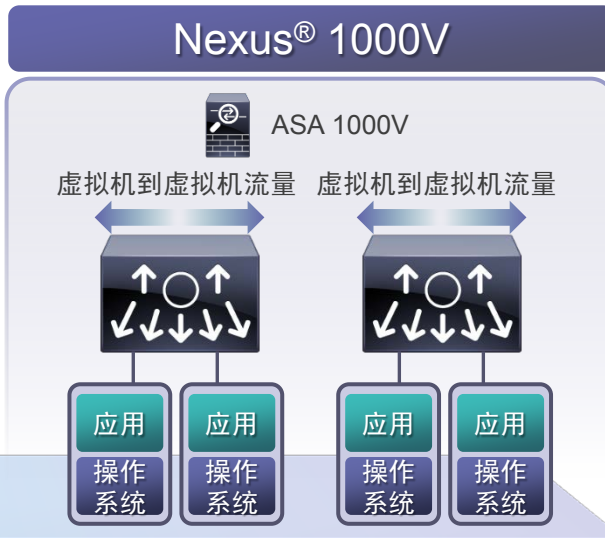 Nexus® 1000V
ASA 1000V
虚拟机到虚拟机流量 虚拟机到虚拟机流量
应用 应用 应用 应用
操作 操作 操作 操作
系统 系统 系统 系统